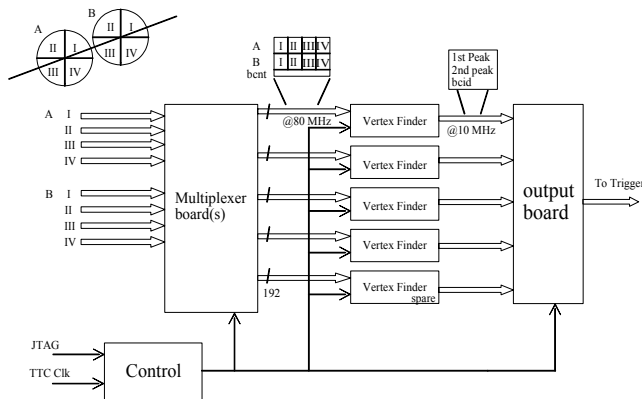 B
A
II I
II I
III IV
III IV
A I II III IV
B I II III IV
bcnt
1st Peak
2nd peak
bcid
A I
II
III
IV
B I
II
III
IV
Multiplexer
board(s)
@80 MHz
@10 MHz
Vertex Finder
Vertex Finder
Vertex Finder
Vertex Finder
Vertex Finder
spare
192
output
board
To Trigger
JTAG
TTC Clk
Control